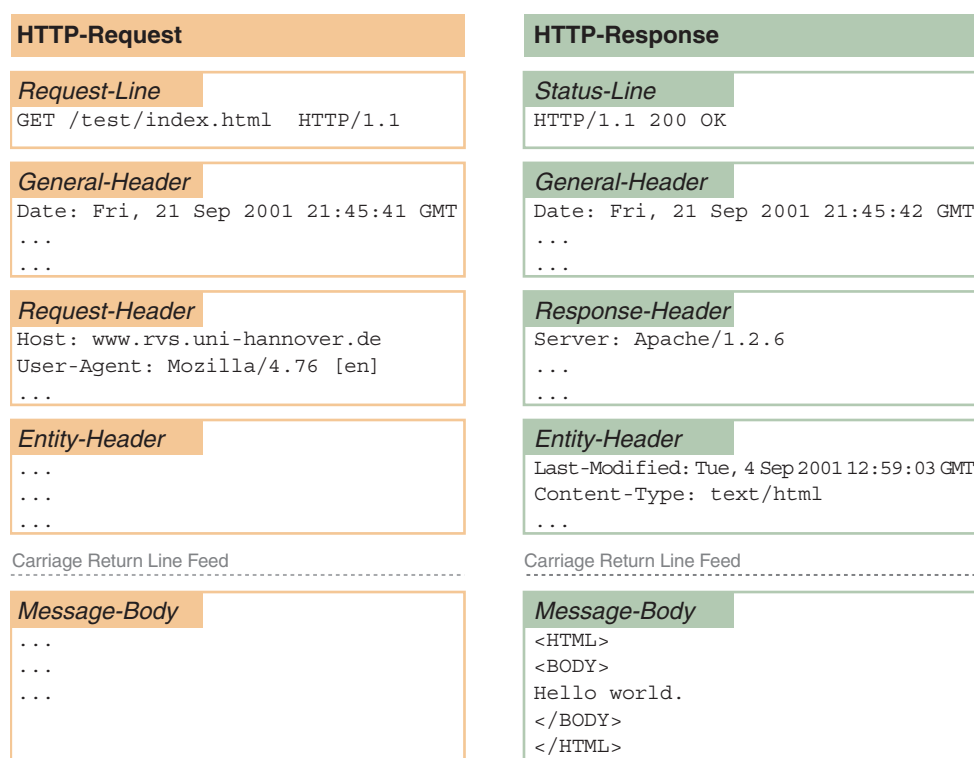 HTTP-Request
Request-Line
GET /test/index.html  HTTP/1.1
General-Header
Date: Fri, 21 Sep 2001 21:45:41 GMT
...
...
Request-Header
Host: www.rvs.uni-hannover.de
User-Agent: Mozilla/4.76 [en]
...
Entity-Header
...
...
...
Carriage Return Line Feed
Message-Body
...
...
...
HTTP-Response
Status-Line
HTTP/1.1 200 OK
General-Header
Date: Fri, 21 Sep 2001 21:45:42 GMT
...
...
Response-Header
Server: Apache/1.2.6
...
...
Entity-Header
Last-Modified: Tue, 4 Sep 2001 12:59:03 GMT
Content-Type: text/html
...
Carriage Return Line Feed
Message-Body
<HTML>
<BODY>
Hello world.
</BODY>
</HTML>